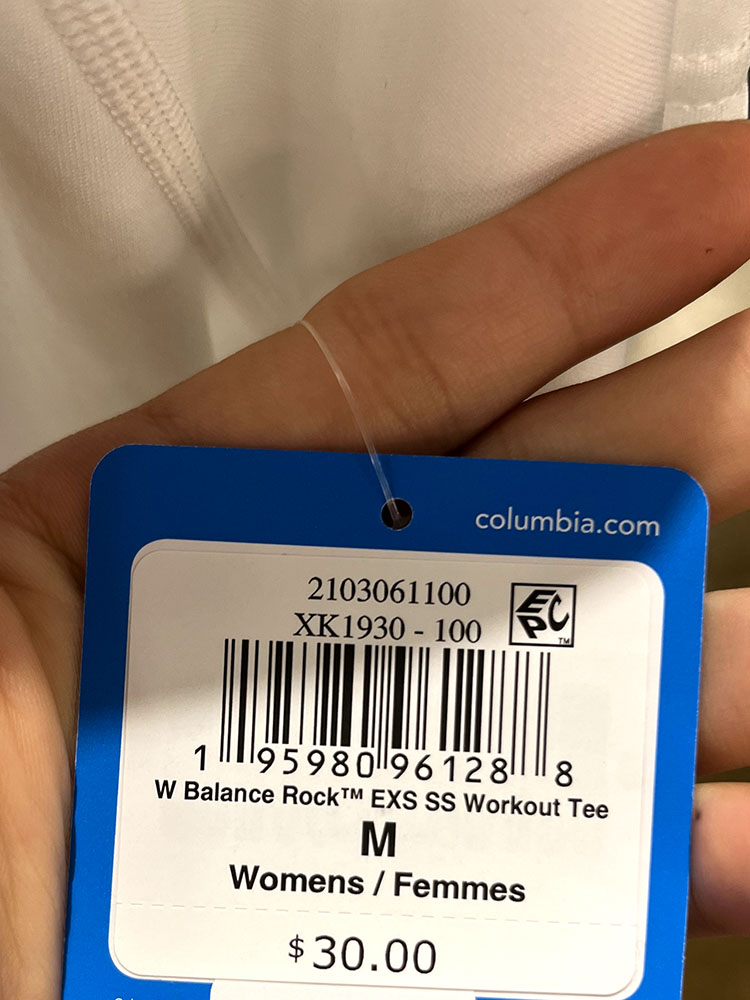 columbia.com
2103061100
XK1930 - 100
EPC
TM
1 95980 96128 8
W Balance Rock™ EXS SS Workout Tee
M
Womens / Femmes
$30.00